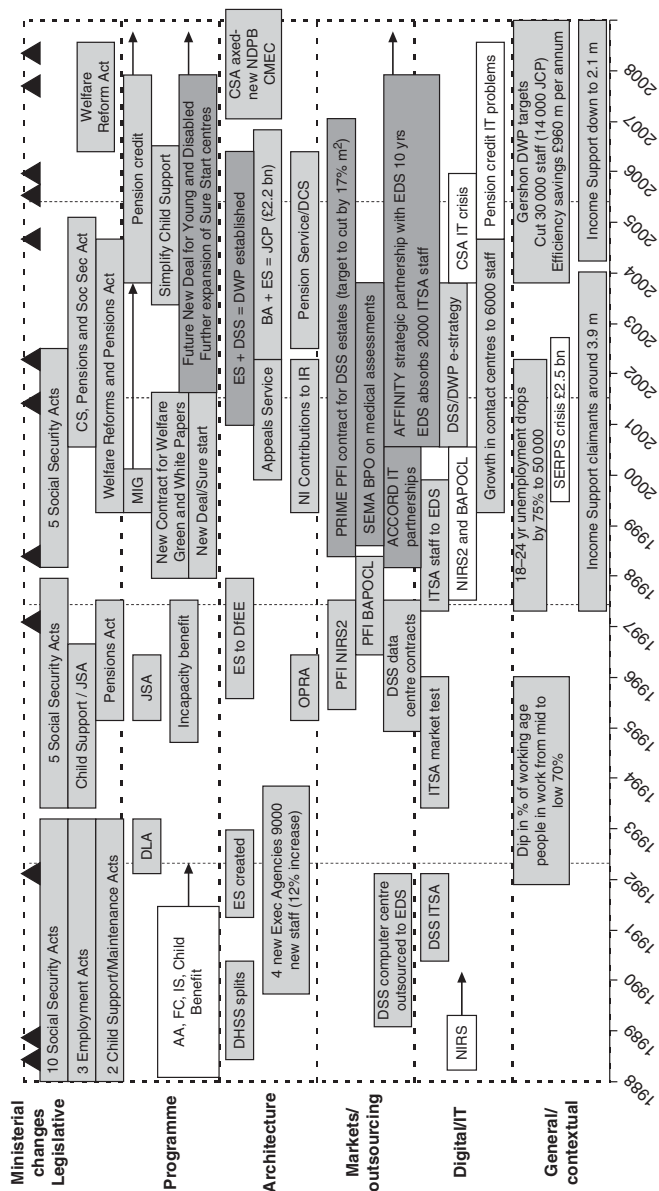 Ministerial
changes
Legislative
10 Social Security Acts
3 Employment Acts
2 Child Support/Maintenance Acts
5 Social Security Acts
Child Support / JSA
Pensions Act
5 Social Security Acts
CS, Pensions and Soc Sec Act
Welfare Reforms and Pensions Act
Welfare
Reform Act
Programme
AA, FC, IS, Child
Benefit
DLA
JSA
Incapacity benefit
MIG
New Contract for Welfare
Green and White Papers
New Deal/Sure start
Pension credit
Simplify Child Support
Future New Deal for Young and Disabled
Further expansion of Sure Start centres
Architecture
DHSS splits
ES created
4 new Exec Agencies 9000
new staff (12% increase)
ES to DfEE
OPRA
ES + DSS = DWP established
Appeals Service
BA + ES = JCP (£2.2 bn)
NI Contributions to IR
Pension Service/DCS
CSA axed-
new NDPB
CMEC
Markets/
outsourcing
DSS computer centre
outsourced to EDS
PFI NIRS2
PFI BAPOCL
DSS data
centre contracts
PRIME PFI contract for DSS estates (target to cut by 17% m²)
SEMA BPO on medical assessments
ACCORD IT
partnerships
AFFINITY strategic partnership with EDS 10 yrs
EDS absorbs 2000 ITSA staff
Digital/IT
NIRS
DSS ITSA
ITSA market test
ITSA staff to EDS
NIRS2 and BAPOCL
DSS/DWP e-strategy
CSA IT crisis
Growth in contact centres to 6000 staff
Pension credit IT problems
General/
contextual
Dip in % of working age
people in work from mid to
low 70%
18–24 yr unemployment drops
by 75% to 50 000
SERPS crisis £2.5 bn
Income Support claimants around 3.9 m
Gershon DWP targets
Cut 30 000 staff (14 000 JCP)
Efficiency savings £960 m per annum
Income Support down to 2.1 m
1988
1989
1990
1991
1992
1993
1994
1995
1996
1997
1998
1999
2000
2001
2002
2003
2004
2005
2006
2007
2008